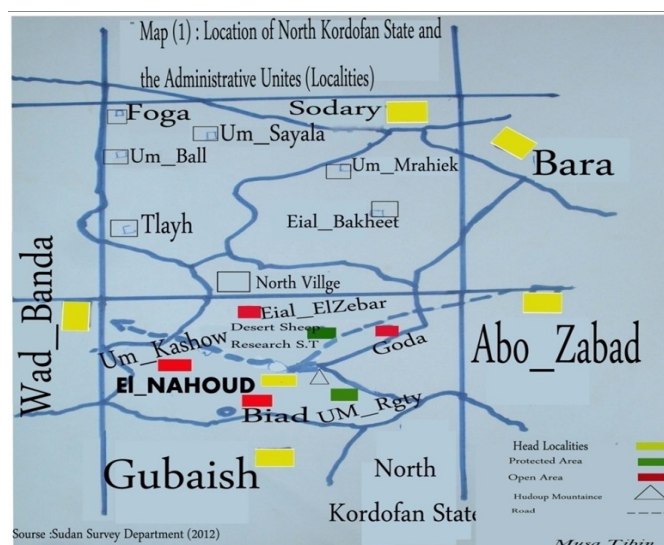 Map (1) : Location of North Kordofan State and
the Administrative Unites (Localities)
Foga
Sodary
Um_Sayala
Um_Ball
Um_Mrahiek
Bara
Tlayh
Eial_Bakheet
North Villge
Wad_Banda
Eial_ElZebar
Desert Sheep
Research S.T
Goda
Um_Kashow
Abo_Zabad
El_NAHOUD
Biad
UM_Rgty
Gubaish
North
Kordofan State
Head Localities
Protected Area
Open Area
Hudoup Mountaince
Road
Sourse :Sudan Survey Department (2012)
Musa Tibin